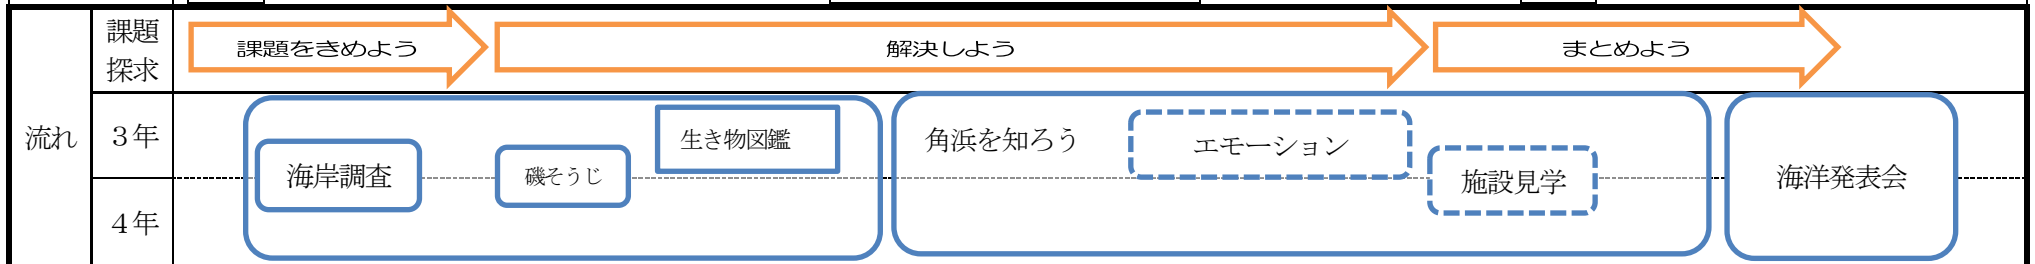 流れ
課題
探求
課題をきめよう
解決しよう
まとめよう
３年
４年
海岸調査
磯そうじ
生き物図鑑
角浜を知ろう
エモーション
施設見学
海洋発表会